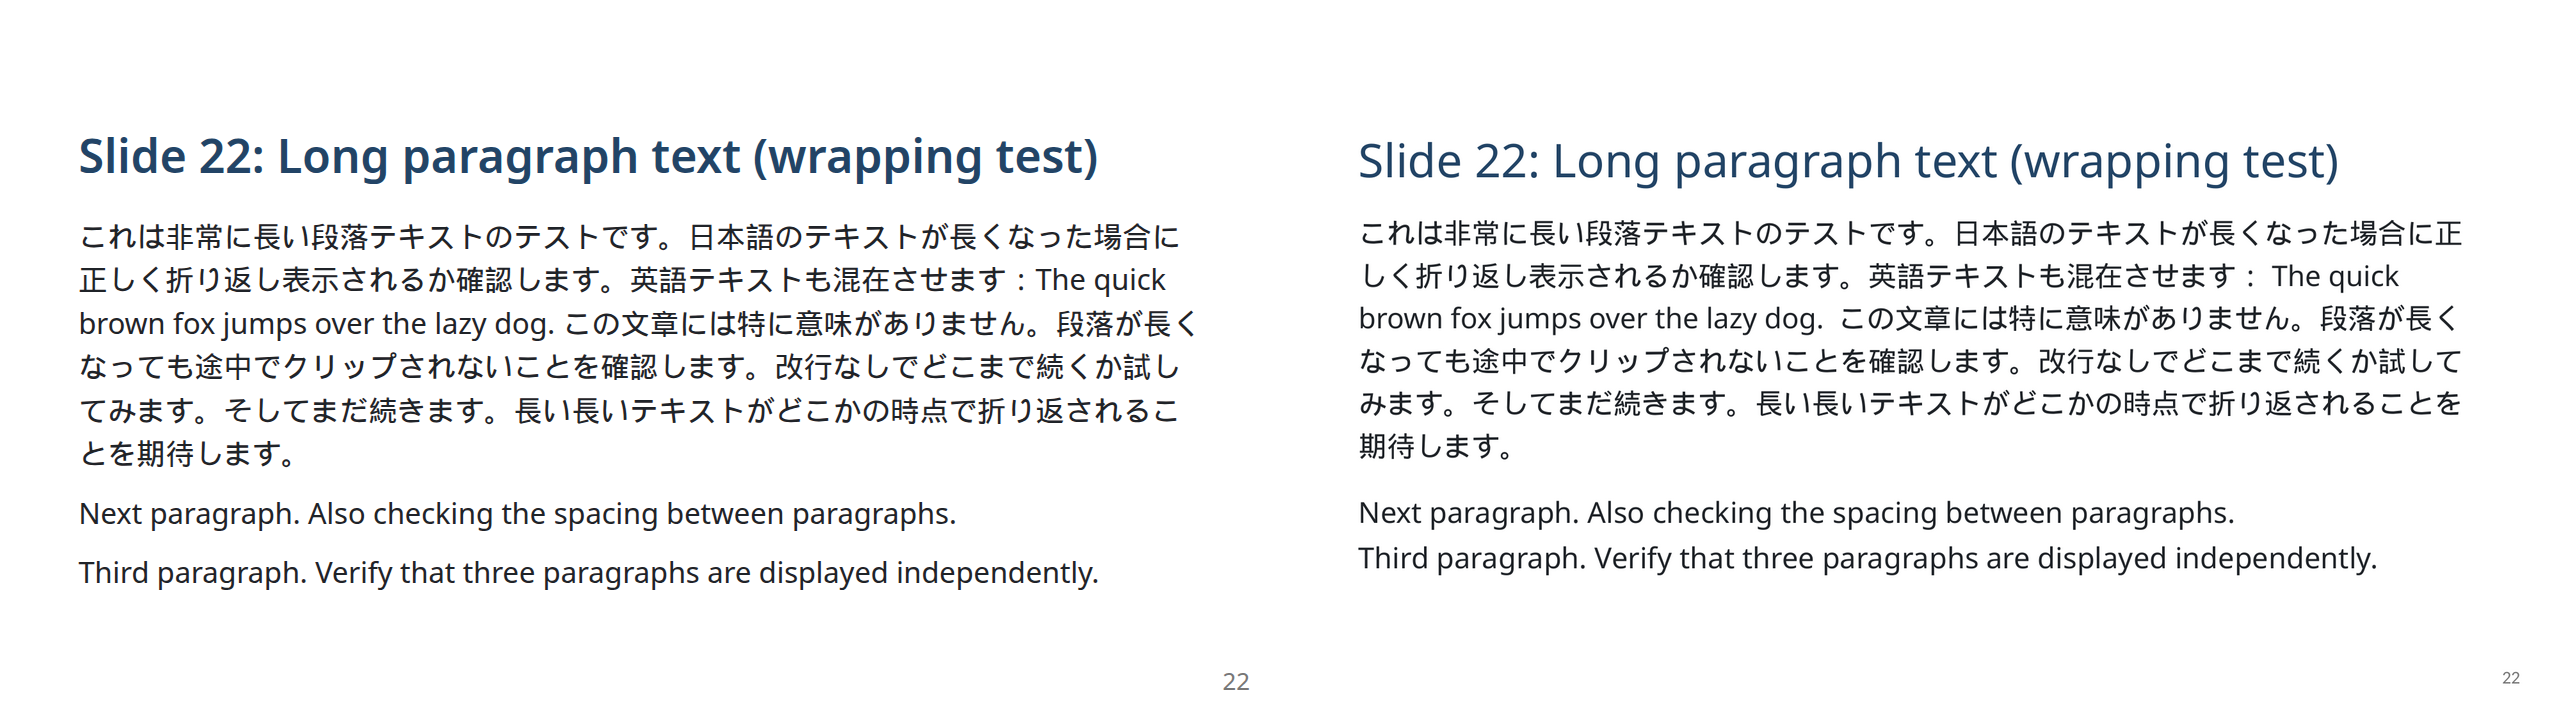 Slide 22: Long paragraph text (wrapping test)
これは非常に長い段落テキストのテストです。日本語のテキストが長くなった場合に
正しく折り返し表示されるか確認します。英語テキストも混在させます：The quick
brown fox jumps over the lazy dog. この文章には特に意味がありません。段落が長く
なっても途中でクリップされないことを確認します。改行なしでどこまで続くか試し
てみます。そしてまだ続きます。長い長いテキストがどこかの時点で折り返されるこ
とを期待します。
Next paragraph. Also checking the spacing between paragraphs.
Third paragraph. Verify that three paragraphs are displayed independently.
22
Slide 22: Long paragraph text (wrapping test)
これは非常に長い段落テキストのテストです。日本語のテキストが長くなった場合に正
しく折り返し表示されるか確認します。英語テキストも混在させます： The quick
brown fox jumps over the lazy dog. この文章には特に意味がありません。段落が長く
なっても途中でクリップされないことを確認します。改行なしでどこまで続くか試して
みます。そしてまだ続きます。長い長いテキストがどこかの時点で折り返されることを
期待します。
Next paragraph. Also checking the spacing between paragraphs.
Third paragraph. Verify that three paragraphs are displayed independently.
22